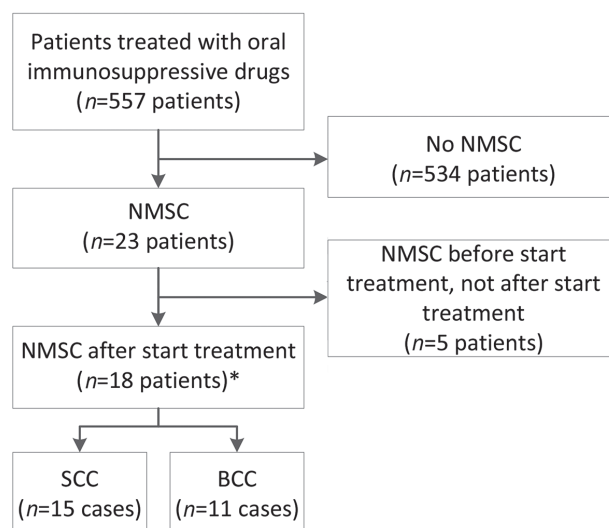 Patients treated with oral
immunosuppressive drugs
(n=557 patients)
No NMSC
(n=534 patients)
NMSC
(n=23 patients)
NMSC before start
treatment, not after start
treatment
(n=5 patients)
NMSC after start treatment
(n=18 patients)*
SCC
(n=15 cases)
BCC
(n=11 cases)